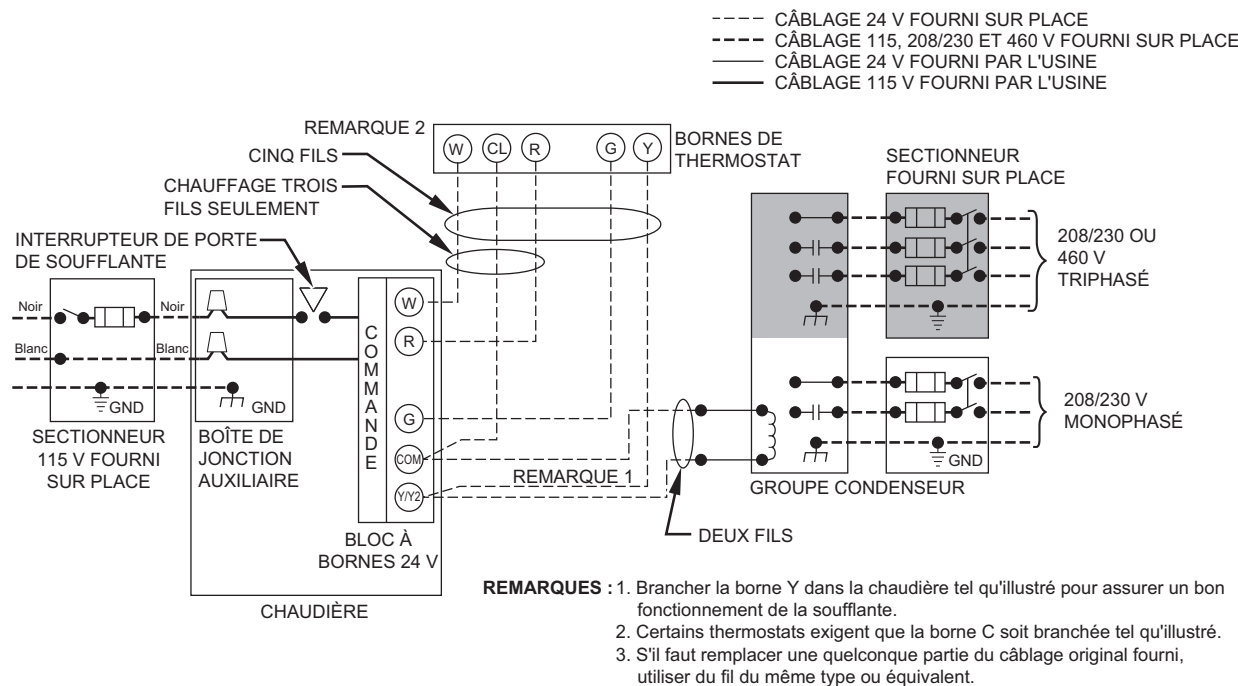 CÂBLAGE 24 V FOURNI SUR PLACE
CÂBLAGE 115, 208/230 ET 460 V FOURNI SUR PLACE
CÂBLAGE 24 V FOURNI PAR L'USINE
CÂBLAGE 115 V FOURNI PAR L'USINE
REMARQUE 2
W
CL
R
G
Y
BORNES DE
THERMOSTAT
CINQ FILS
CHAUFFAGE TROIS
FILS SEULEMENT
SECTIONNEUR
FOURNI SUR PLACE
INTERRUPTEUR DE PORTE
DE SOUFFLANTE
208/230 OU
460 V
TRIPHASÉ
Noir
Noir
Blanc
Blanc
GND
GND
COMMANDE
W
R
G
COM
Y/Y2
REMARQUE 1
208/230 V
MONOPHASÉ
GND
SECTIONNEUR
115 V FOURNI
SUR PLACE
BOÎTE DE
JONCTION
AUXILIAIRE
BLOC À
BORNES 24 V
GROUPE CONDENSEUR
DEUX FILS
CHAUDIÈRE
REMARQUES : 1. Brancher la borne Y dans la chaudière tel qu'illustré pour assurer un bon
fonctionnement de la soufflante.
2. Certains thermostats exigent que la borne C soit branchée tel qu'illustré.
3. S'il faut remplacer une quelconque partie du câblage original fourni,
utiliser du fil du même type ou équivalent.